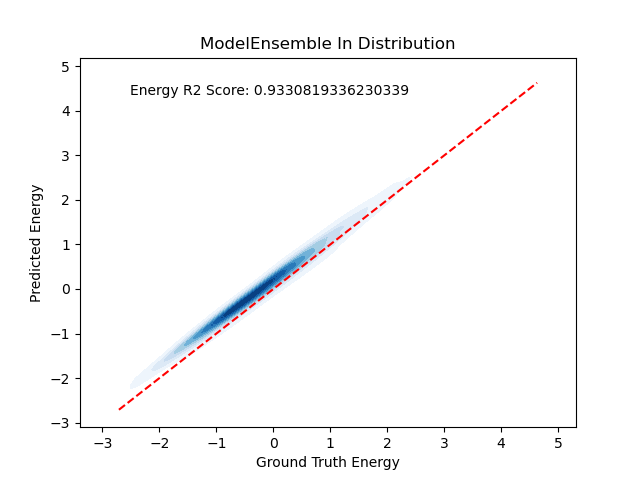 ModelEnsemble In Distribution
Energy R2 Score: 0.9330819336230339
5
4
3
2
1
0
−1
−2
−3
Predicted Energy
−3 −2 −1 0 1 2 3 4 5
Ground Truth Energy